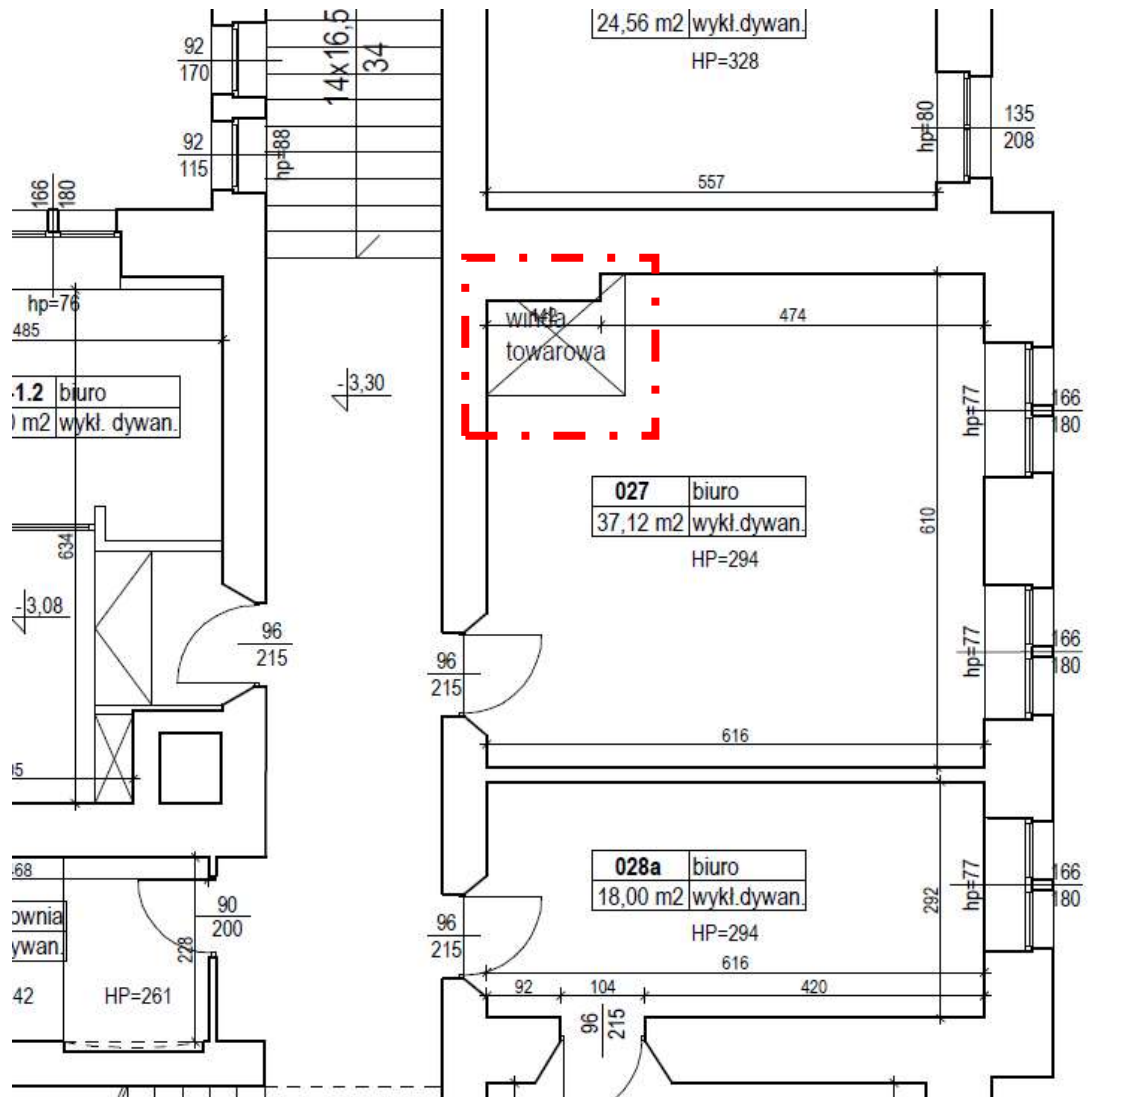 24,56 m2 wykł.dywan.
HP=328
14x16,5
34
92
170
92
115
hp=88
hp=80
135
208
557
166
180
hp=76
485
winda
towarowa
442
474
-3,30
-1.2 biuro
m2 wykł. dywan.
hp=77
166
180
027 biuro
37,12 m2 wykł.dywan.
HP=294
610
634
-3,08
96
215
96
215
hp=77
166
180
616
028a biuro
18,00 m2 wykł.dywan.
HP=294
292
hp=77
166
180
90
200
228
96
215
616
92
104
420
96
215
42
HP=261